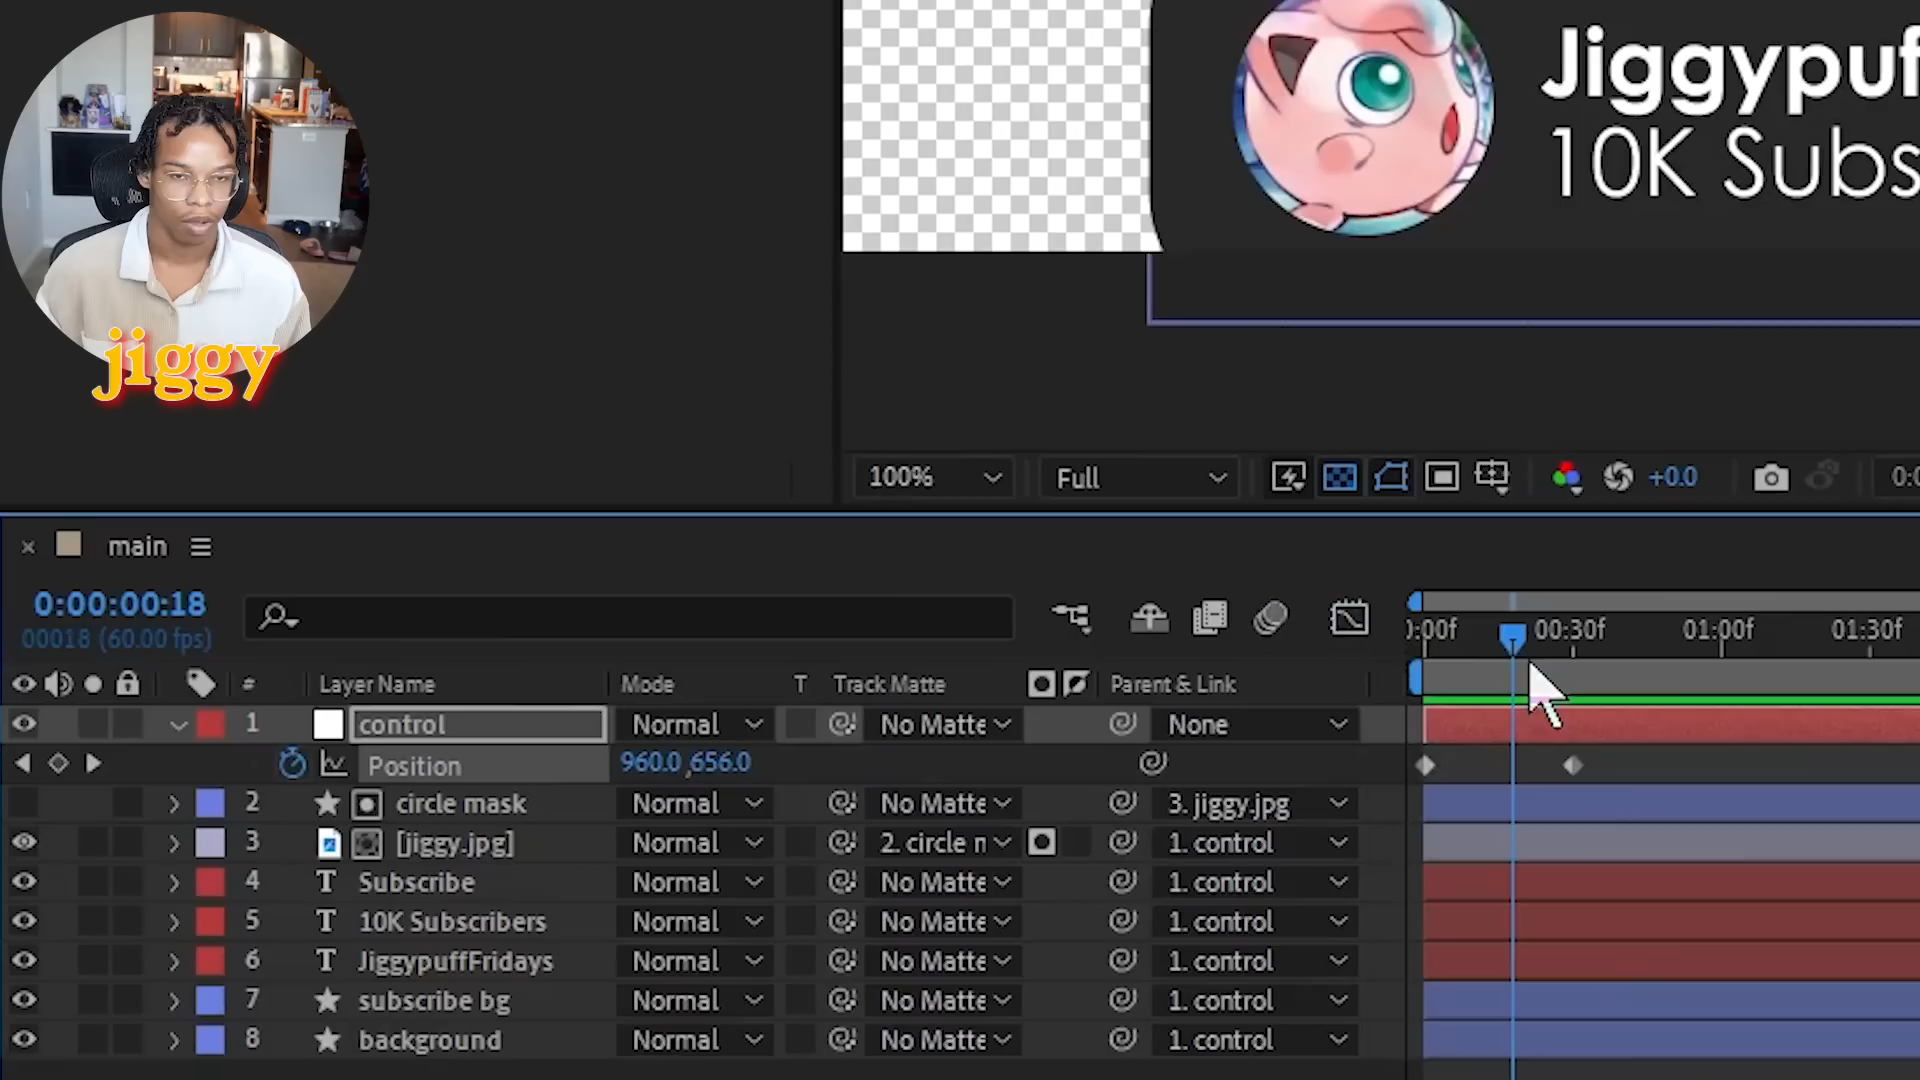 Jiggypuf
10K Subs
jiggy
100%
Full
+0.0
0:0
× main
0:00:00:18
00018 (60.00 fps)
0:00f 00:30f 01:00f 01:30f
# Layer Name Mode T Track Matte Parent & Link
1 control Normal No Matte None
Position 960.0,656.0
2 circle mask Normal No Matte 3. jiggy.jpg
3 [jiggy.jpg] Normal 2. circle n 1. control
4 T Subscribe Normal No Matte 1. control
5 T 10K Subscribers Normal No Matte 1. control
6 T JiggypuffFridays Normal No Matte 1. control
7 subscribe bg Normal No Matte 1. control
8 background Normal No Matte 1. control